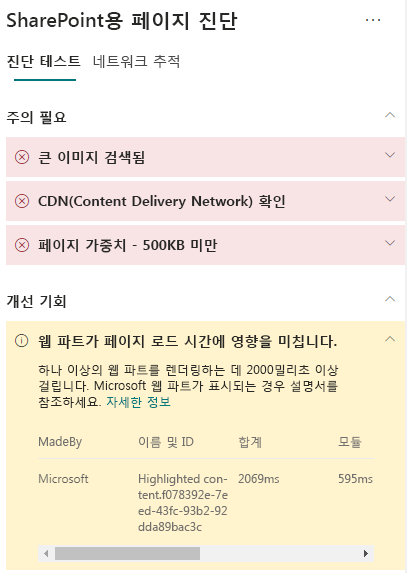 SharePoint용 페이지 진단
...
진단 테스트 네트워크 추적
주의 필요
큰 이미지 검색됨
CDN(Content Delivery Network) 확인
페이지 가중치 - 500KB 미만
개선 기회
웹 파트가 페이지 로드 시간에 영향을 미칩니다.
하나 이상의 웹 파트를 렌더링하는 데 2000밀리초 이상
걸립니다. Microsoft 웹 파트가 표시되는 경우 설명서를
참조하세요. 자세한 정보
MadeBy 이름 및 ID 합계 모듈
Microsoft Highlighted con- 2069ms 595ms
tent.f078392e-7e
ed-43fc-93b2-92
dda89bac3c